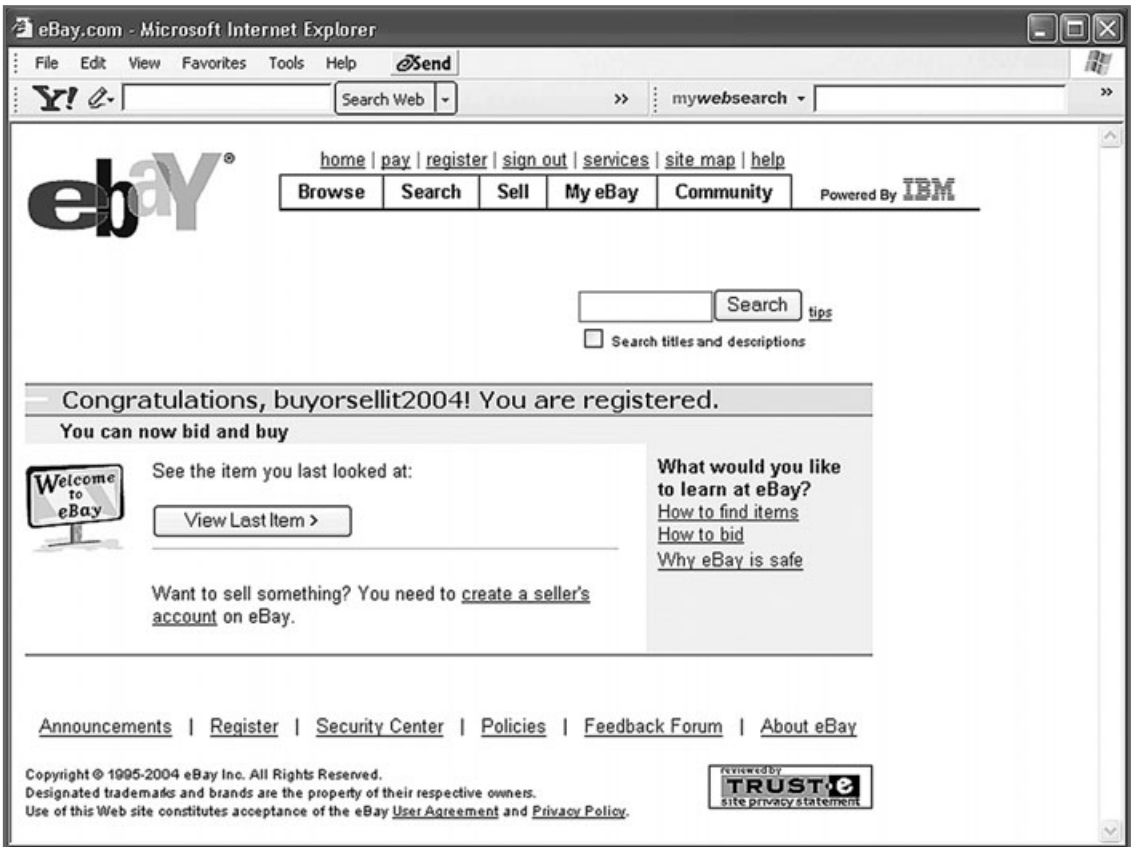 eBay.com - Microsoft Internet Explorer
File Edit View Favorites Tools Help Send
Y! Search Web » mywebsearch »
ebaY® home | pay | register | sign out | services | site map | help
Browse Search Sell My eBay Community Powered By IBM
Search tips
Search titles and descriptions
Congratulations, buyorsellit2004! You are registered.
You can now bid and buy
Welcome
to
eBay
See the item you last looked at:
View Last Item >
Want to sell something? You need to create a seller's
account on eBay.
What would you like
to learn at eBay?
How to find items
How to bid
Why eBay is safe
Announcements | Register | Security Center | Policies | Feedback Forum | About eBay
Copyright © 1995-2004 eBay Inc. All Rights Reserved.
Designated trademarks and brands are the property of their respective owners.
Use of this Web site constitutes acceptance of the eBay User Agreement and Privacy Policy.
reviewed by
TRUST·e
site privacy statement